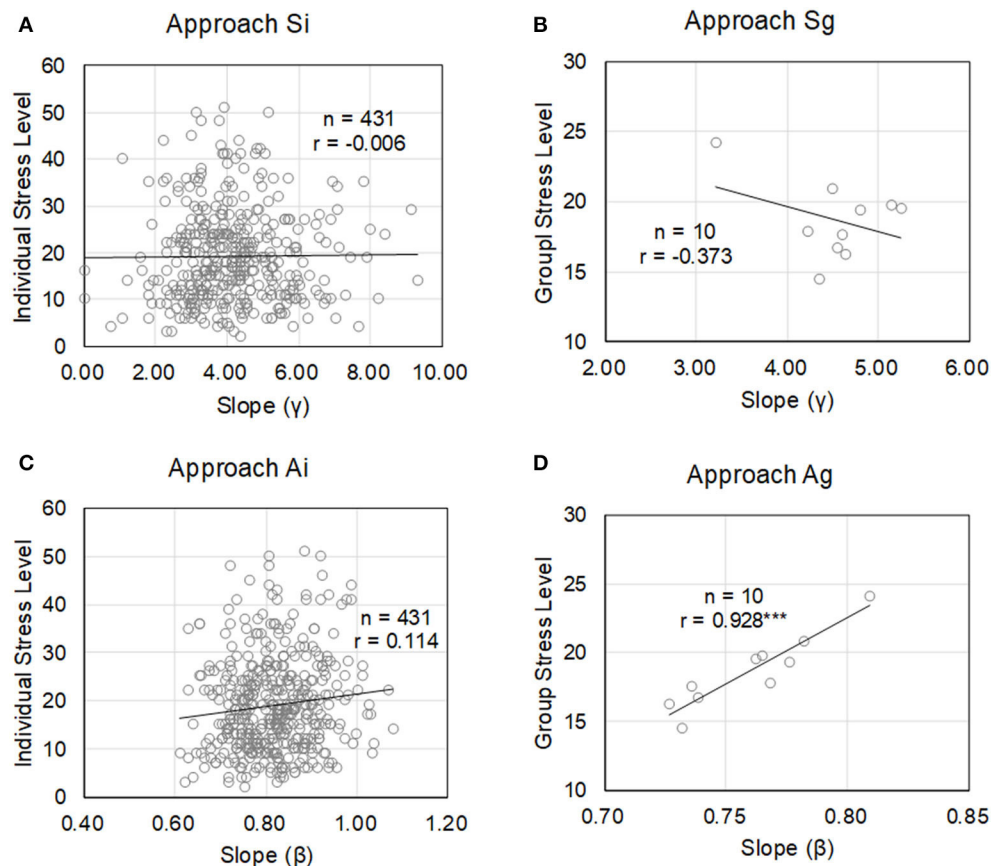 A
Approach Si
Individual Stress Level
60
50
40
30
20
10
0
n = 431
r = -0.006
0.00 2.00 4.00 6.00 8.00 10.00
Slope (γ)
B
Approach Sg
Groupl Stress Level
30
25
20
15
10
n = 10
r = -0.373
2.00 3.00 4.00 5.00 6.00
Slope (γ)
C
Approach Ai
Individual Stress Level
60
50
40
30
20
10
0
n = 431
r = 0.114
0.40 0.60 0.80 1.00 1.20
Slope (β)
D
Approach Ag
Group Stress Level
30
25
20
15
10
n = 10
r = 0.928***
0.70 0.75 0.80 0.85
Slope (β)